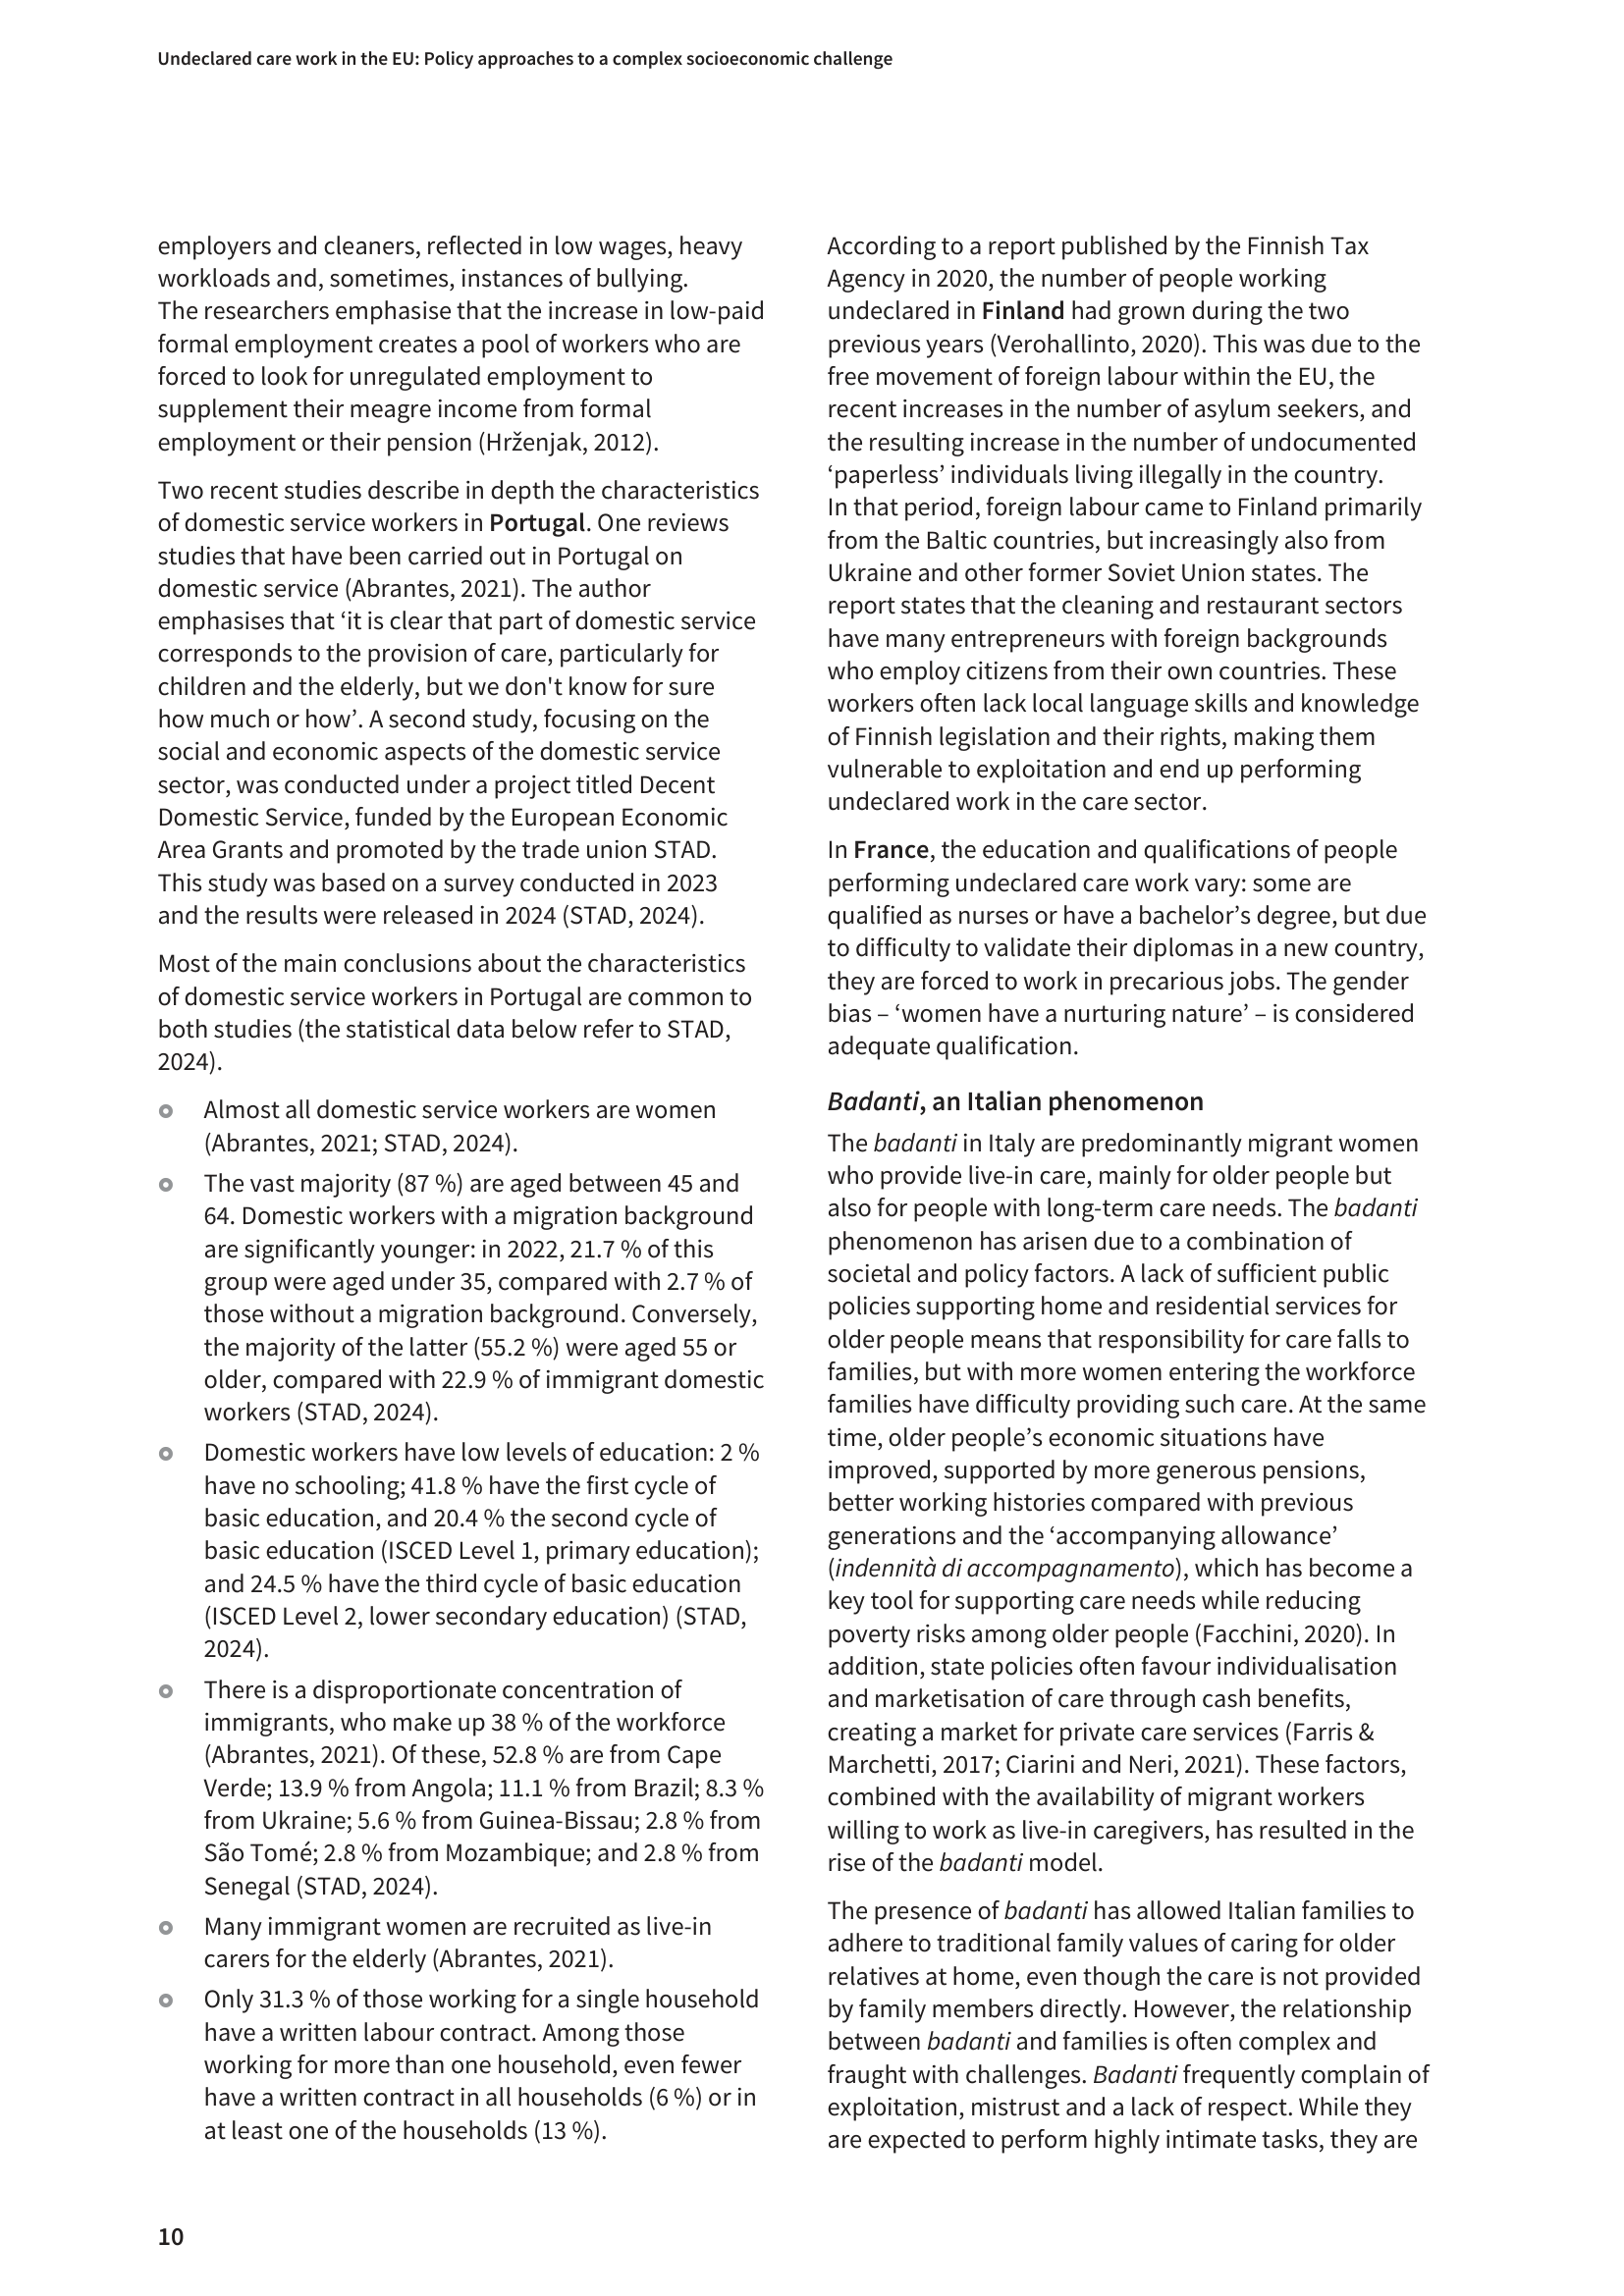 Undeclared care work in the EU: Policy approaches to a complex socioeconomic challenge
employers and cleaners, reflected in low wages, heavy
workloads and, sometimes, instances of bullying.
The researchers emphasise that the increase in low-paid
formal employment creates a pool of workers who are
forced to look for unregulated employment to
supplement their meagre income from formal
employment or their pension (Hrženjak, 2012).
Two recent studies describe in depth the characteristics
of domestic service workers in Portugal. One reviews
studies that have been carried out in Portugal on
domestic service (Abrantes, 2021). The author
emphasises that ‘it is clear that part of domestic service
corresponds to the provision of care, particularly for
children and the elderly, but we don't know for sure
how much or how’. A second study, focusing on the
social and economic aspects of the domestic service
sector, was conducted under a project titled Decent
Domestic Service, funded by the European Economic
Area Grants and promoted by the trade union STAD.
This study was based on a survey conducted in 2023
and the results were released in 2024 (STAD, 2024).
Most of the main conclusions about the characteristics
of domestic service workers in Portugal are common to
both studies (the statistical data below refer to STAD,
2024).
Almost all domestic service workers are women
(Abrantes, 2021; STAD, 2024).
The vast majority (87 %) are aged between 45 and
64. Domestic workers with a migration background
are significantly younger: in 2022, 21.7 % of this
group were aged under 35, compared with 2.7 % of
those without a migration background. Conversely,
the majority of the latter (55.2 %) were aged 55 or
older, compared with 22.9 % of immigrant domestic
workers (STAD, 2024).
Domestic workers have low levels of education: 2 %
have no schooling; 41.8 % have the first cycle of
basic education, and 20.4 % the second cycle of
basic education (ISCED Level 1, primary education);
and 24.5 % have the third cycle of basic education
(ISCED Level 2, lower secondary education) (STAD,
2024).
There is a disproportionate concentration of
immigrants, who make up 38 % of the workforce
(Abrantes, 2021). Of these, 52.8 % are from Cape
Verde; 13.9 % from Angola; 11.1 % from Brazil; 8.3 %
from Ukraine; 5.6 % from Guinea-Bissau; 2.8 % from
São Tomé; 2.8 % from Mozambique; and 2.8 % from
Senegal (STAD, 2024).
Many immigrant women are recruited as live-in
carers for the elderly (Abrantes, 2021).
Only 31.3 % of those working for a single household
have a written labour contract. Among those
working for more than one household, even fewer
have a written contract in all households (6 %) or in
at least one of the households (13 %).
According to a report published by the Finnish Tax
Agency in 2020, the number of people working
undeclared in Finland had grown during the two
previous years (Verohallinto, 2020). This was due to the
free movement of foreign labour within the EU, the
recent increases in the number of asylum seekers, and
the resulting increase in the number of undocumented
‘paperless’ individuals living illegally in the country.
In that period, foreign labour came to Finland primarily
from the Baltic countries, but increasingly also from
Ukraine and other former Soviet Union states. The
report states that the cleaning and restaurant sectors
have many entrepreneurs with foreign backgrounds
who employ citizens from their own countries. These
workers often lack local language skills and knowledge
of Finnish legislation and their rights, making them
vulnerable to exploitation and end up performing
undeclared work in the care sector.
In France, the education and qualifications of people
performing undeclared care work vary: some are
qualified as nurses or have a bachelor’s degree, but due
to difficulty to validate their diplomas in a new country,
they are forced to work in precarious jobs. The gender
bias – ‘women have a nurturing nature’ – is considered
adequate qualification.
Badanti, an Italian phenomenon
The badanti in Italy are predominantly migrant women
who provide live-in care, mainly for older people but
also for people with long-term care needs. The badanti
phenomenon has arisen due to a combination of
societal and policy factors. A lack of sufficient public
policies supporting home and residential services for
older people means that responsibility for care falls to
families, but with more women entering the workforce
families have difficulty providing such care. At the same
time, older people’s economic situations have
improved, supported by more generous pensions,
better working histories compared with previous
generations and the ‘accompanying allowance’
(indennità di accompagnamento), which has become a
key tool for supporting care needs while reducing
poverty risks among older people (Facchini, 2020). In
addition, state policies often favour individualisation
and marketisation of care through cash benefits,
creating a market for private care services (Farris &
Marchetti, 2017; Ciarini and Neri, 2021). These factors,
combined with the availability of migrant workers
willing to work as live-in caregivers, has resulted in the
rise of the badanti model.
The presence of badanti has allowed Italian families to
adhere to traditional family values of caring for older
relatives at home, even though the care is not provided
by family members directly. However, the relationship
between badanti and families is often complex and
fraught with challenges. Badanti frequently complain of
exploitation, mistrust and a lack of respect. While they
are expected to perform highly intimate tasks, they are
10